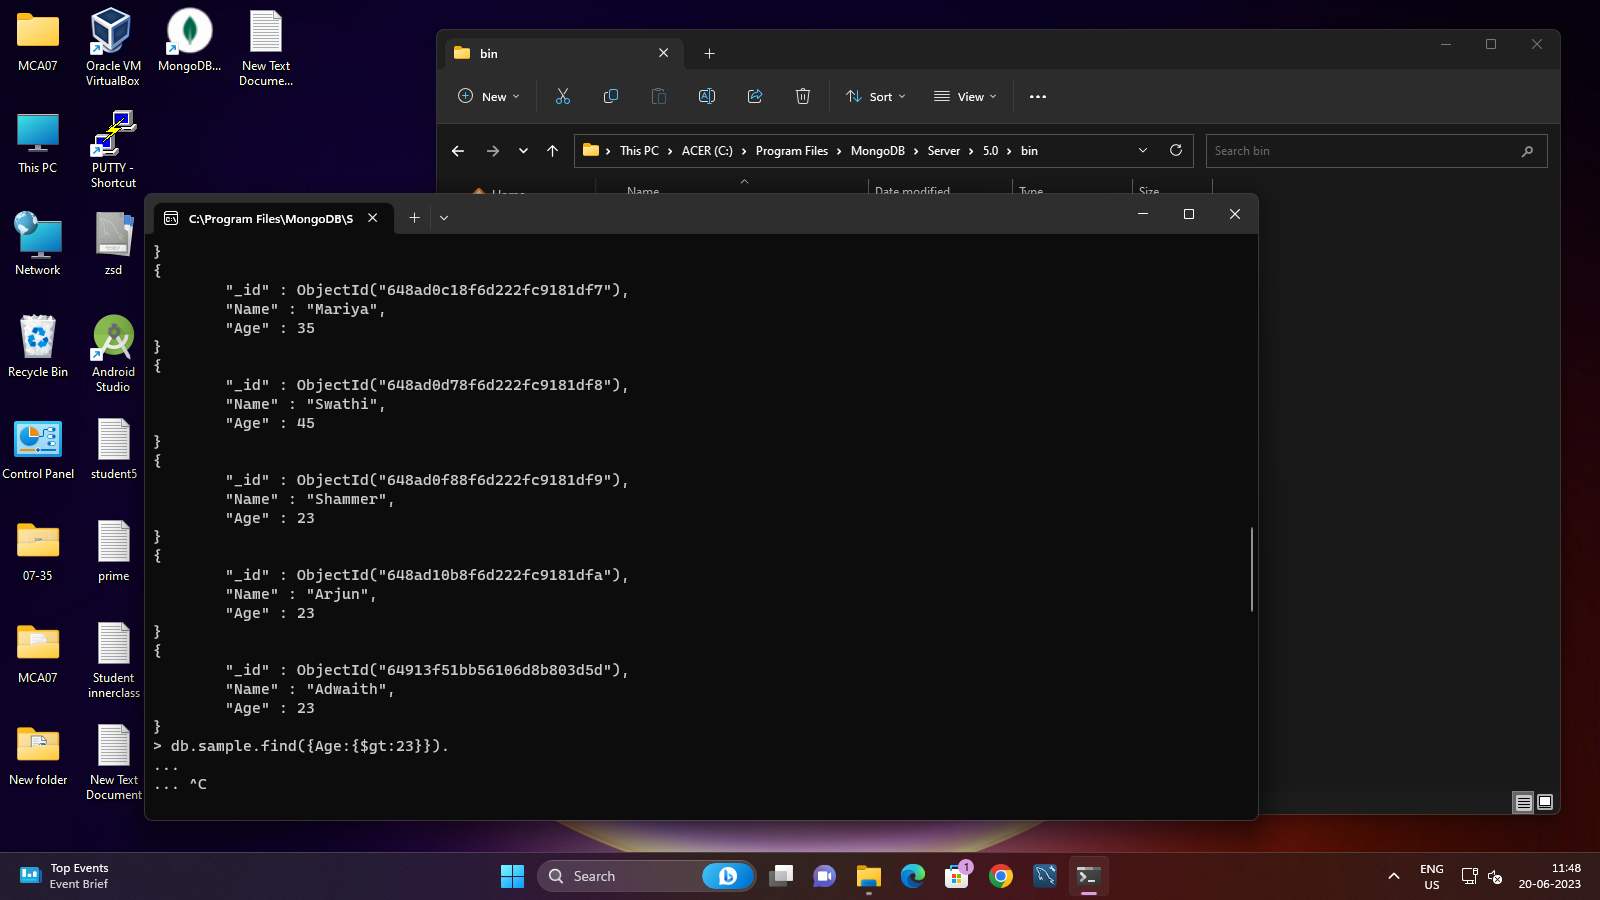 MCA07
Oracle VM
VirtualBox
MongoDB...
New Text
Docume...
This PC
PUTTY -
Shortcut
Network
zsd
Recycle Bin
Android
Studio
Control Panel
student5
07-35
prime
MCA07
Student
innerclass
New folder
New Text
Document
bin
New
Sort
View
This PC > ACER (C:) > Program Files > MongoDB > Server > 5.0 > bin
Search bin
Home
Name
Date modified
Type
Size
C:\Program Files\MongoDB\S
}
{
"_id" : ObjectId("648ad0c18f6d222fc9181df7"),
"Name" : "Mariya",
"Age" : 35
}
{
"_id" : ObjectId("648ad0d78f6d222fc9181df8"),
"Name" : "Swathi",
"Age" : 45
}
{
"_id" : ObjectId("648ad0f88f6d222fc9181df9"),
"Name" : "Shammer",
"Age" : 23
}
{
"_id" : ObjectId("648ad10b8f6d222fc9181dfa"),
"Name" : "Arjun",
"Age" : 23
}
{
"_id" : ObjectId("64913f51bb56106d8b803d5d"),
"Name" : "Adwaith",
"Age" : 23
}
> db.sample.find({Age:{$gt:23}}).
...
... ^C
Top Events
Event Brief
Search
1
ENG
US
11:48
20-06-2023